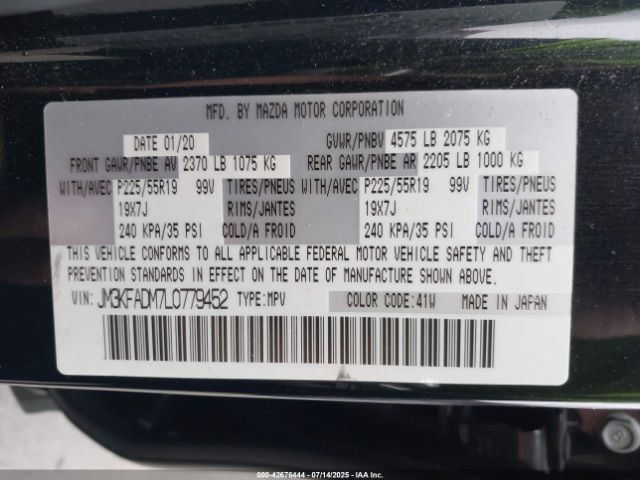 MFD. BY MAZDA MOTOR CORPORATION
DATE 01/20 GVWR/PNBV 4575 LB 2075 KG
FRONT GAWR/PNBE AV 2370 LB 1075 KG REAR GAWR/PNBE AR 2205 LB 1000 KG
WITH/AVEC P225/55R19 99V TIRES/PNEUS WITH/AVEC P225/55R19 99V TIRES/PNEUS
19X7J RIMS/JANTES 19X7J RIMS/JANTES
240 KPA/35 PSI COLD/A FROID 240 KPA/35 PSI COLD/A FROID
THIS VEHICLE CONFORMS TO ALL APPLICABLE FEDERAL MOTOR VEHICLE SAFETY AND THEFT
PREVENTION STANDARDS IN EFFECT ON THE DATE OF MANUFACTURE SHOWN ABOVE.
VIN: JM3KFADM7L0779452 TYPE: MPV COLOR CODE: 41W MADE IN JAPAN
000-42676444 - 07/14/2025 - IAA Inc.